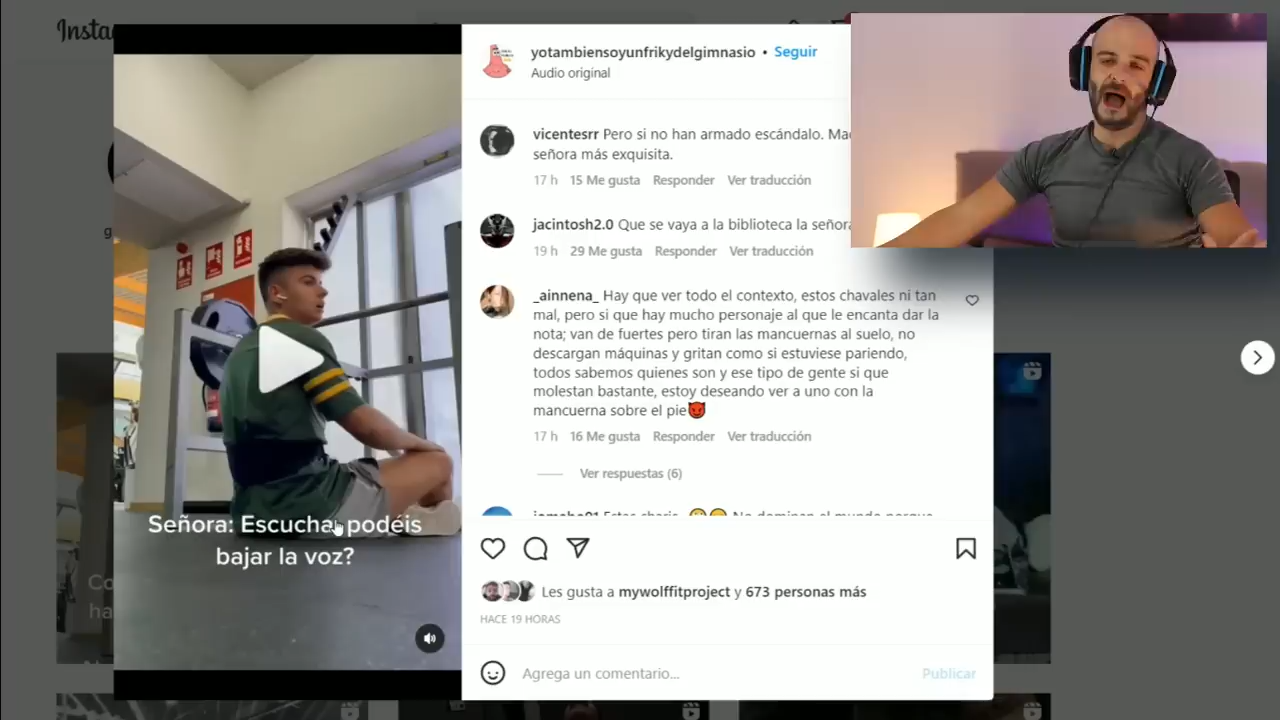 yotambiensoyunfrikydelgimnasio • Seguir
Audio original
vicentesrr Pero si no han armado escándalo.
señora más exquisita.
17 h 15 Me gusta Responder Ver traducción
jacintosh2.0 Que se vaya a la biblioteca la señora
19 h 29 Me gusta Responder Ver traducción
_ainnena_ Hay que ver todo el contexto, estos chavales ni tan
mal, pero si que hay mucho personaje al que le encanta dar la
nota; van de fuertes pero tiran las mancuernas al suelo, no
descargan máquinas y gritan como si estuviese pariendo,
todos sabemos quienes son y ese tipo de gente si que
molestan bastante, estoy deseando ver a uno con la
mancuerna sobre el pie😈
17 h 16 Me gusta Responder Ver traducción
Ver respuestas (6)
Señora: Escucha, podéis
bajar la voz?
Les gusta a mywolffitproject y 673 personas más
HACE 19 HORAS
Agrega un comentario...
Publicar